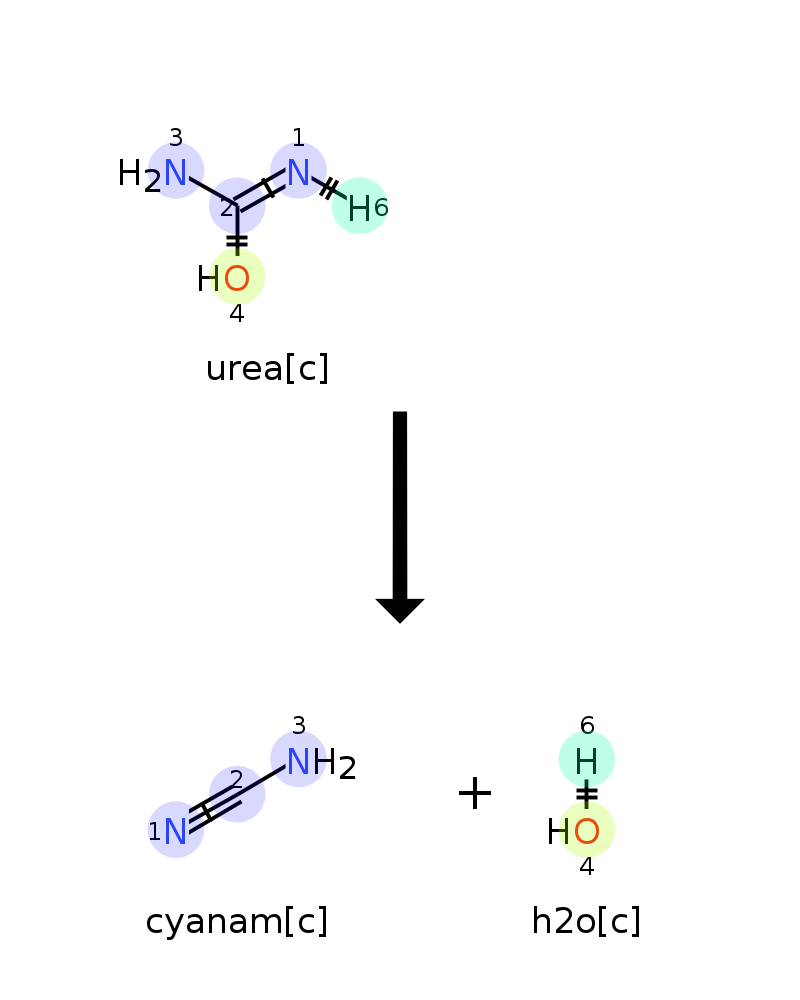 3 1
H2N N
2 H6
HO
4
urea[c]
3 6
2 NH2 H
1N + HO
4
cyanam[c] h2o[c]